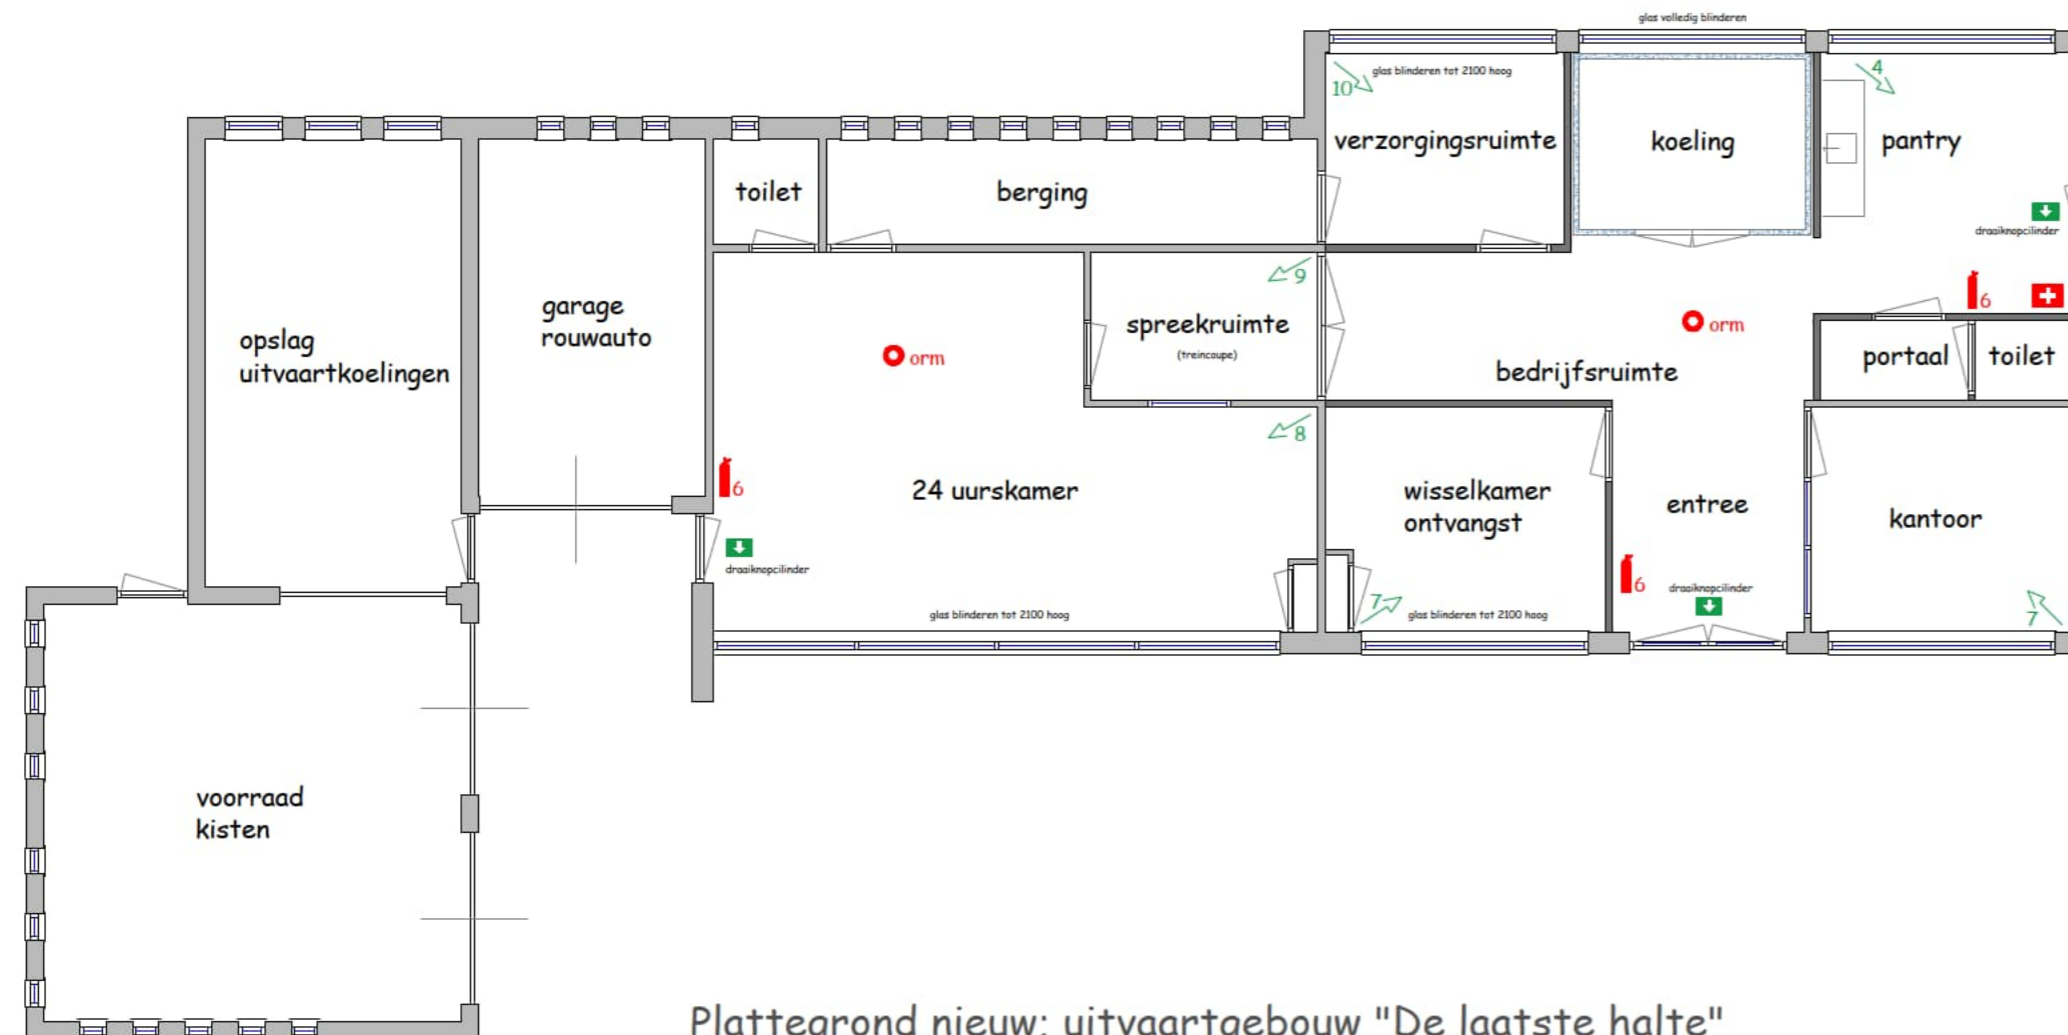 glas volledig blinderen
glas blinderen tot 2100 hoog
10
4
verzorgingsruimte
koeling
pantry
toilet
berging
draaiknopcilinder
9
6
garage
rouwauto
spreekruimte
(treincoupe)
orm
opslag
uitvaartkoelingen
orm
bedrijfsruimte
portaal
toilet
8
6
24 uurskamer
wisselkamer
ontvangst
entree
kantoor
draaiknopcilinder
6
draaiknopcilinder
7
7
glas blinderen tot 2100 hoog
glas blinderen tot 2100 hoog
voorraad
kisten
Plattegrond nieuw; uitvaartgebouw "De laatste halte"